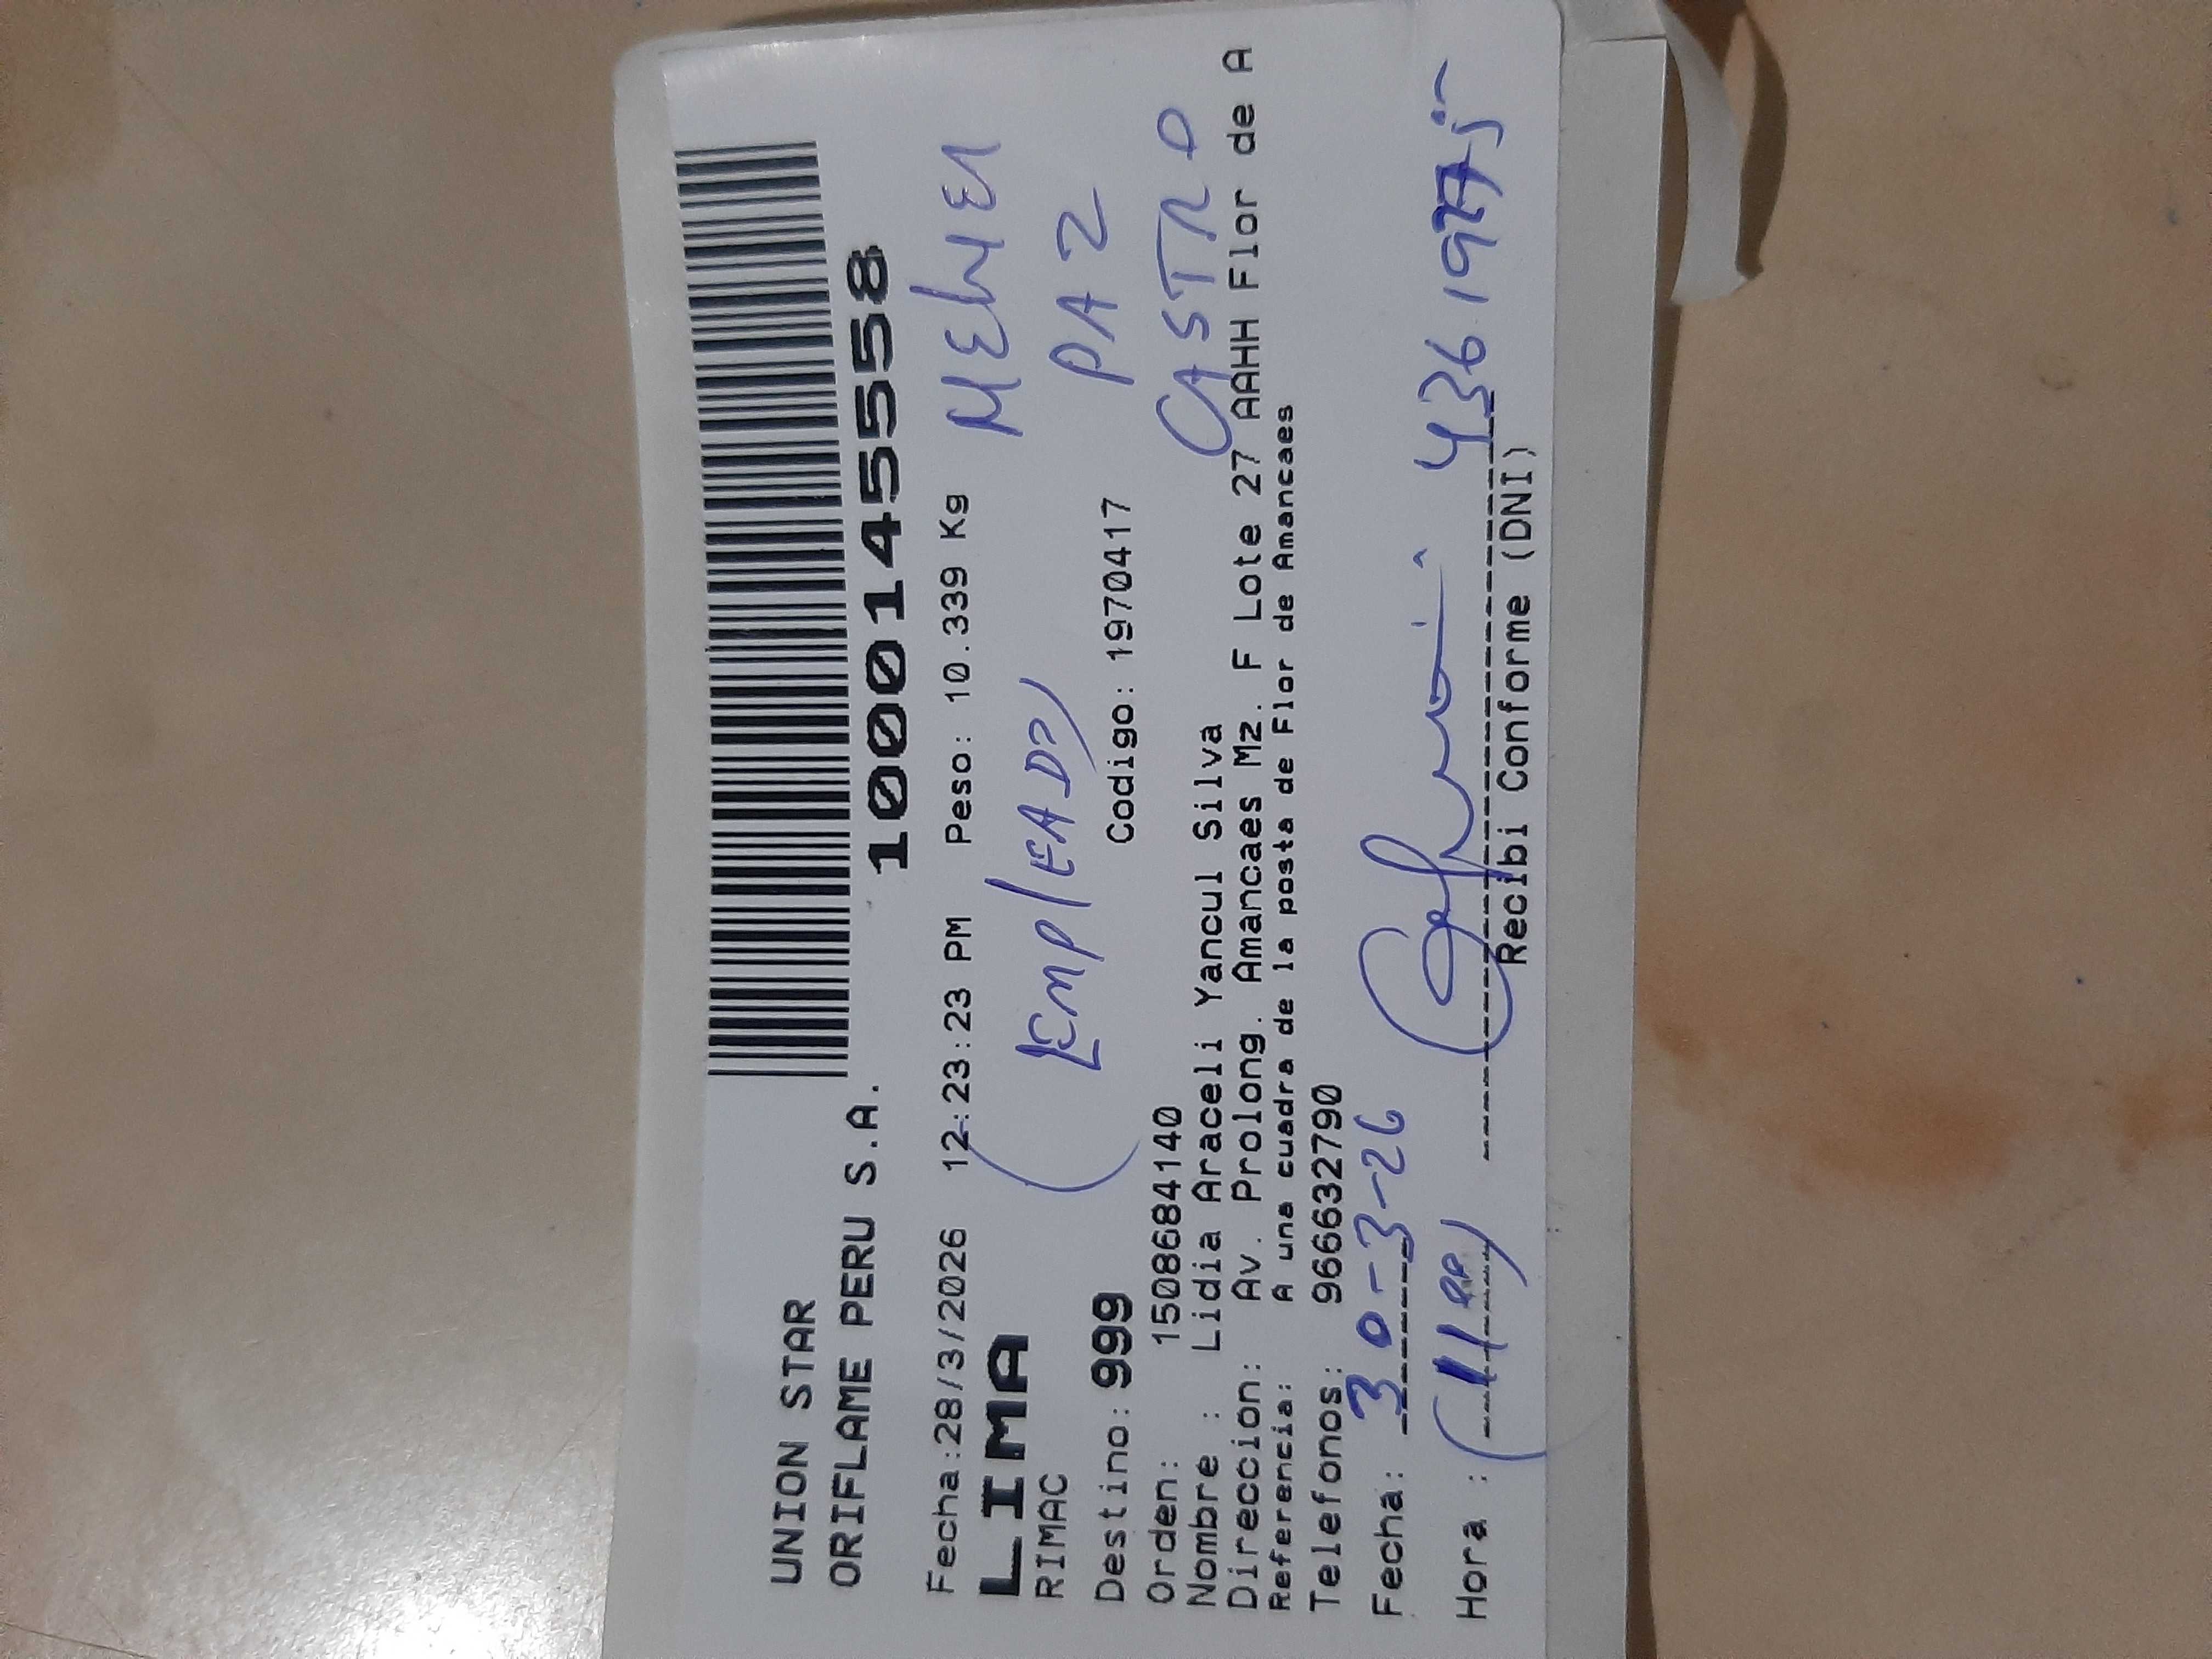 UNION STAR
ORIFLAME PERU S.A.
1000145558
Fecha:28/3/2026 12:23:23 PM Peso: 10.339 Kg
LIMA
RIMAC
(EmplEADO)
PAZ
Destino: 999 Codigo: 1970417
CASTRO
Orden: 1508684140
Nombre : Lidia Araceli Yancul Silva
Direccion: Av. Prolong. Amancaes Mz. F Lote 27 AAHH Flor de A
Referencia: A una cuadra de la posta de Flor de Amancaes
Telefonos: 966632790
Fecha: 30-3-26
Hora :
Recibi Conforme (DNI)